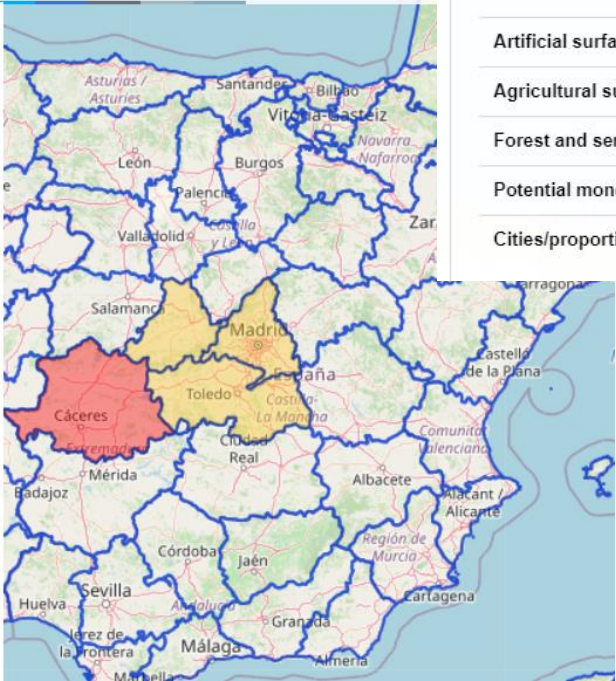 Artificial surfa
Agricultural su
Forest and ser
Potential mone
Cities/proporti
Asturias /
Asturies
Santander
Bilbao
Vitoria-Gasteiz
Navarra -
Nafarroa
León
Burgos
Palencia
Castilla
y León
Valladolid
Zar
Salamanca
Madrid
España
Toledo
Castilla-
La Mancha
Cáceres
Extremadura
Ciudad
Real
Mérida
Badajoz
Albacete
Castelló
de la Plana
Comunitat
Valenciana
Alacant /
Alicante
Región de
Murcia
Cartagena
Córdoba
Jaén
Sevilla
Huelva
Andalucía
Granada
Jerez de
la Frontera
Málaga
Almería
Marbella
arragona